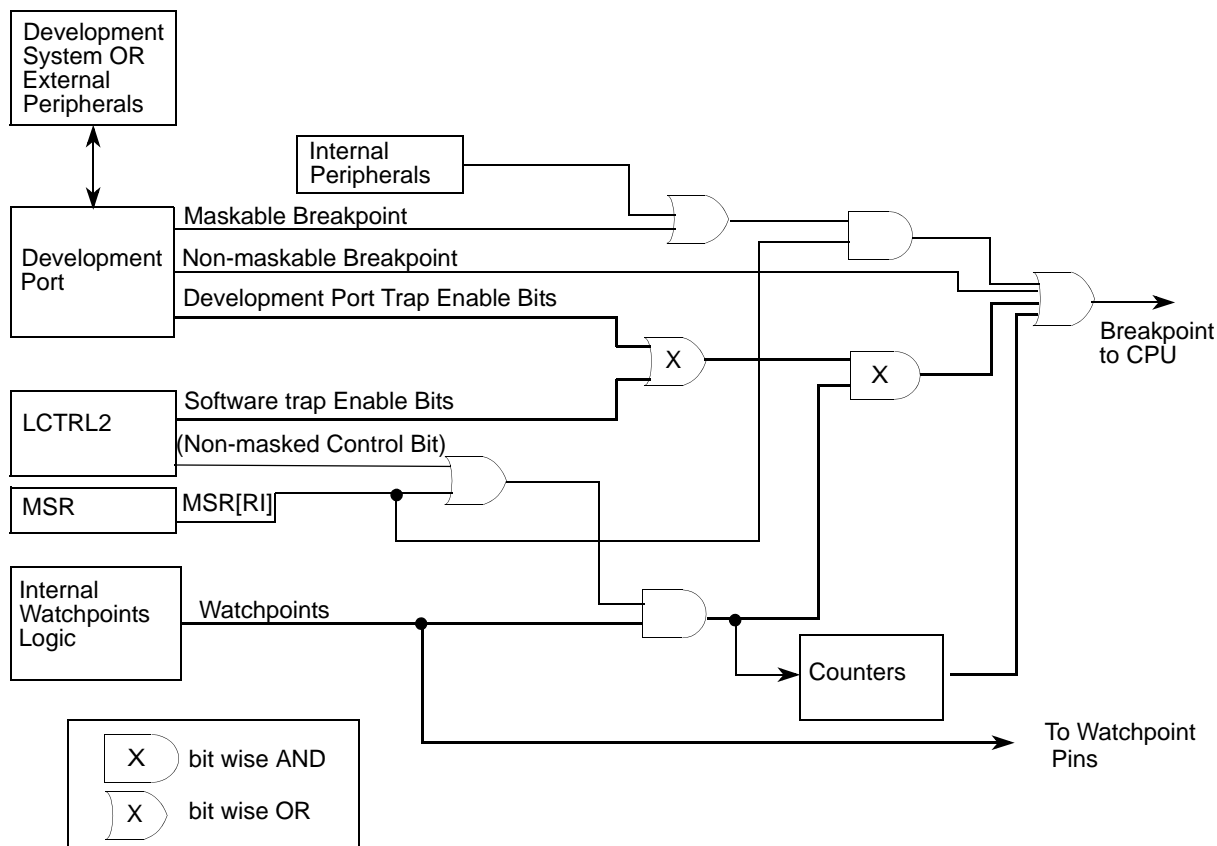 Development
System OR
External
Peripherals
Internal
Peripherals
Development
Port
Maskable Breakpoint
Non-maskable Breakpoint
Development Port Trap Enable Bits
Breakpoint
to CPU
X
X
LCTRL2
Software trap Enable Bits
(Non-masked Control Bit)
MSR
MSR[RI]
Internal
Watchpoints
Logic
Watchpoints
Counters
To Watchpoint
Pins
X bit wise AND
X bit wise OR